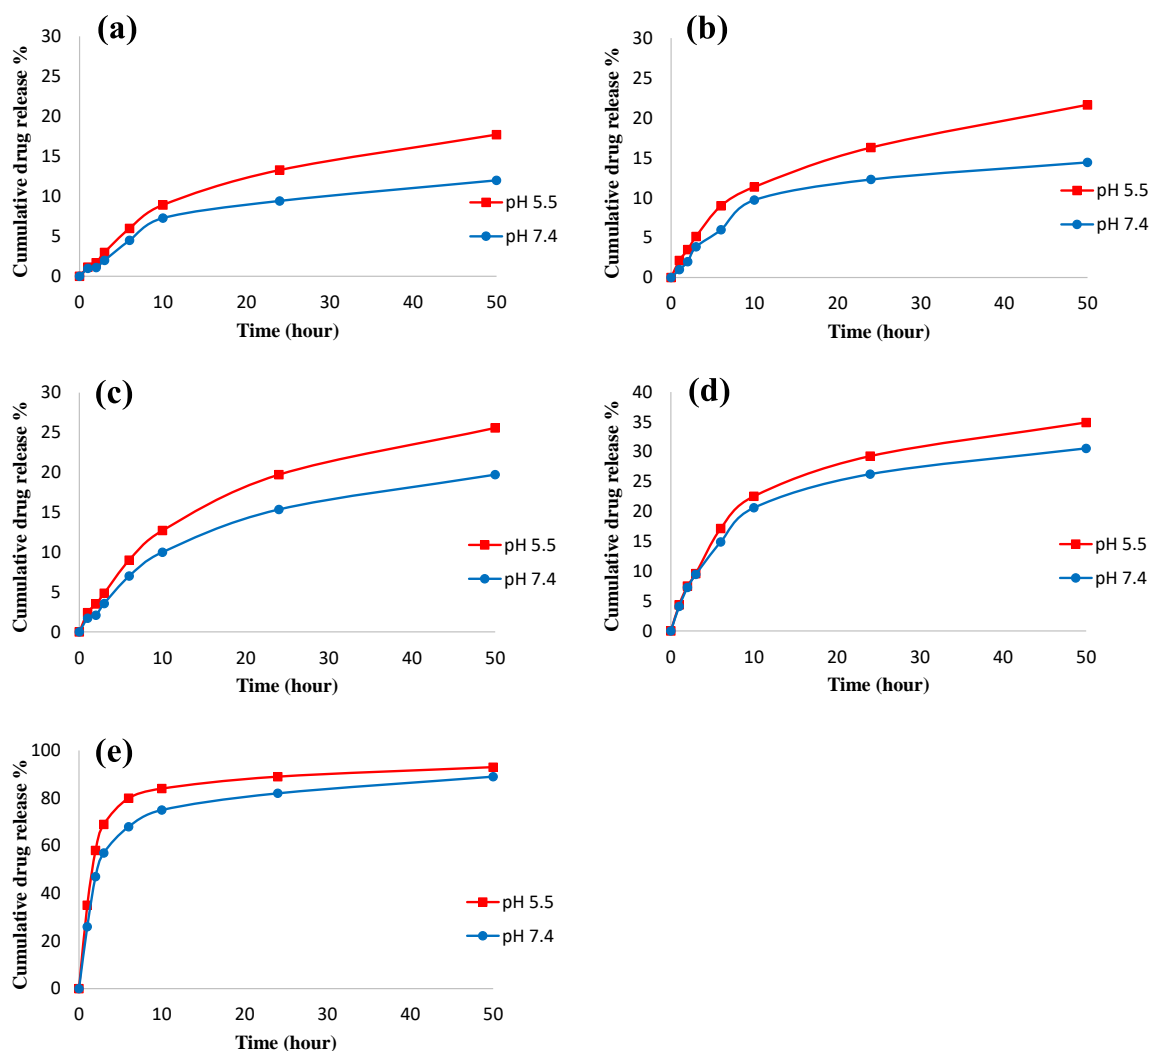 (a)
Cumulative drug release %
30
25
20
15
10
5
0
0 10 20 30 40 50
Time (hour)
pH 5.5
pH 7.4
(b)
Cumulative drug release %
30
25
20
15
10
5
0
0 10 20 30 40 50
Time (hour)
pH 5.5
pH 7.4
(c)
Cumulative drug release %
30
25
20
15
10
5
0
0 10 20 30 40 50
Time (hour)
pH 5.5
pH 7.4
(d)
Cumulative drug release %
40
35
30
25
20
15
10
5
0
0 10 20 30 40 50
Time (hour)
pH 5.5
pH 7.4
(e)
Cumulative drug release %
100
80
60
40
20
0
0 10 20 30 40 50
Time (hour)
pH 5.5
pH 7.4